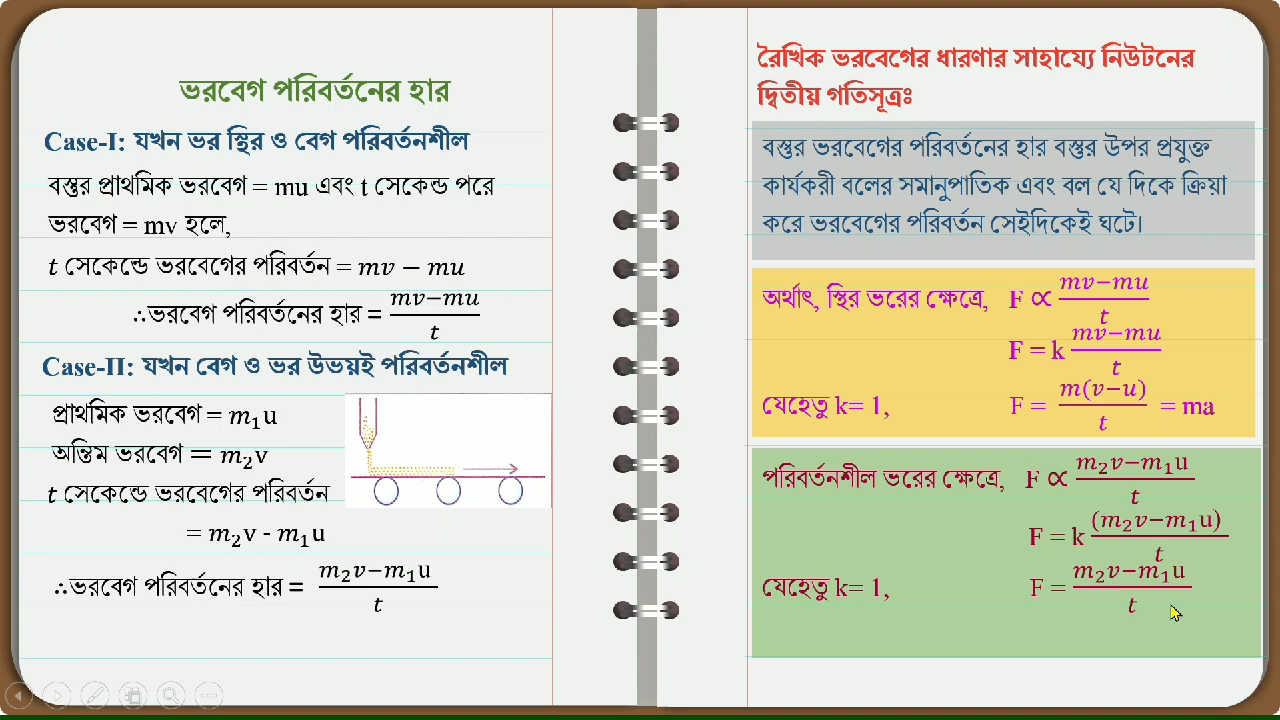 ভরবেগ পরিবর্তনের হার
Case-I: যখন ভর স্থির ও বেগ পরিবর্তনশীল
বস্তুর প্রাথমিক ভরবেগ = mu এবং t সেকেন্ড পরে
ভরবেগ = mv হলে,
t সেকেন্ডে ভরবেগের পরিবর্তন = mv − mu
∴ভরবেগ পরিবর্তনের হার = (mv−mu)/t
Case-II: যখন বেগ ও ভর উভয়ই পরিবর্তনশীল
প্রাথমিক ভরবেগ = m₁u
অন্তিম ভরবেগ = m₂v
t সেকেন্ডে ভরবেগের পরিবর্তন
= m₂v - m₁u
∴ভরবেগ পরিবর্তনের হার = (m₂v−m₁u)/t
রৈখিক ভরবেগের ধারণার সাহায্যে নিউটনের
দ্বিতীয় গতিসূত্রঃ
বস্তুর ভরবেগের পরিবর্তনের হার বস্তুর উপর প্রযুক্ত
কার্যকরী বলের সমানুপাতিক এবং বল যে দিকে ক্রিয়া
করে ভরবেগের পরিবর্তন সেইদিকেই ঘটে।
অর্থাৎ, স্থির ভরের ক্ষেত্রে, F ∝ (mv−mu)/t
F = k (mv−mu)/t
যেহেতু k= 1, F = m(v−u)/t = ma
পরিবর্তনশীল ভরের ক্ষেত্রে, F ∝ (m₂v−m₁u)/t
F = k (m₂v−m₁u)/t
যেহেতু k= 1, F = (m₂v−m₁u)/t